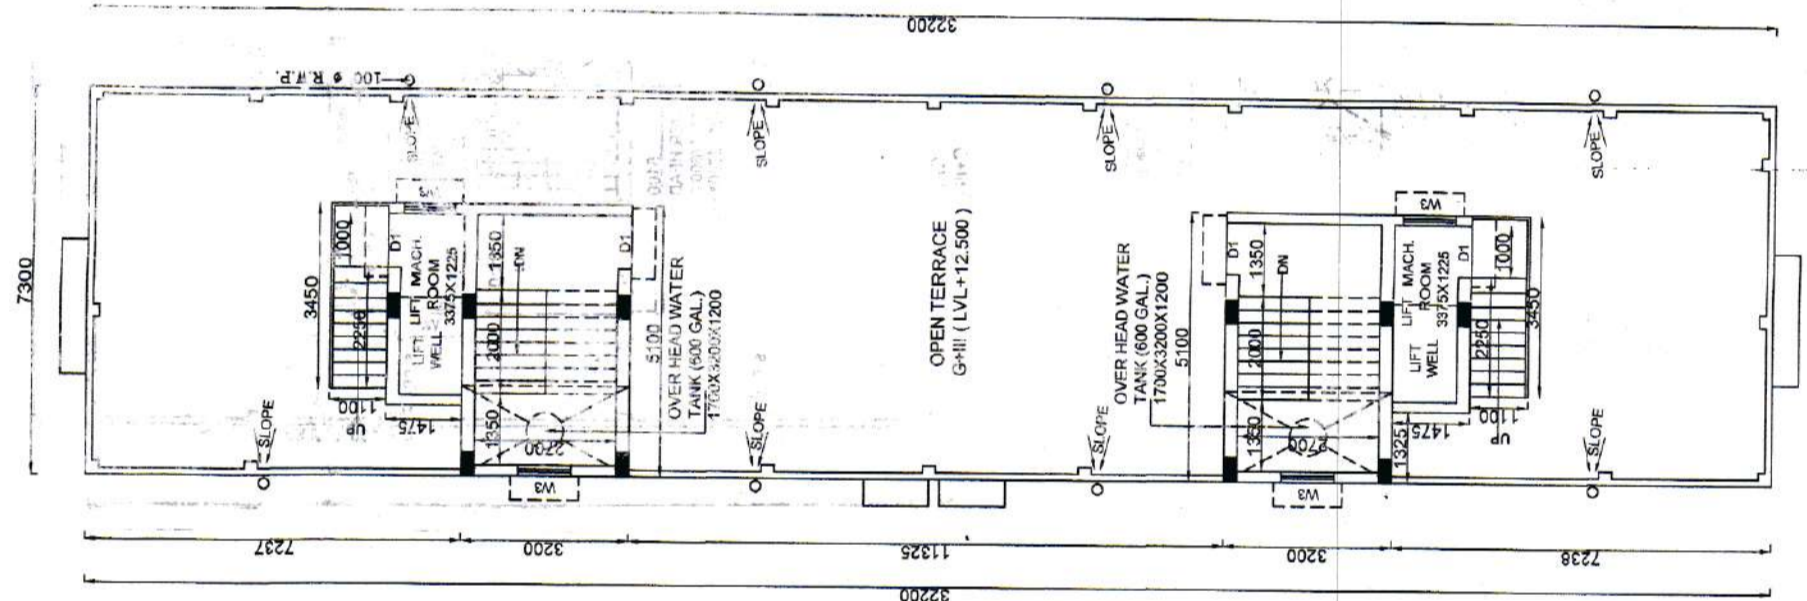 32200
100 ø R.W.P.
SLOPE
SLOPE
SLOPE
SLOPE
7300
3450
1000
D1
LIFT MACH.
ROOM
3375X1225
LIFT
WELL
2250
1100
UP
1475
1350
DN
2000
1350
2700
W3
D1
5100
OVER HEAD WATER
TANK (600 GAL.)
1700X3200X1200
OPEN TERRACE
G+III ( LVL+12.500 )
OVER HEAD WATER
TANK (600 GAL.)
1700X3200X1200
5100
D1
1350
DN
2000
1350
2700
W3
W3
LIFT MACH.
ROOM
3375X1225
LIFT
WELL
D1
1000
2250
3450
1100
UP
1475
1325
SLOPE
SLOPE
SLOPE
SLOPE
7237
3200
11325
3200
7238
32200